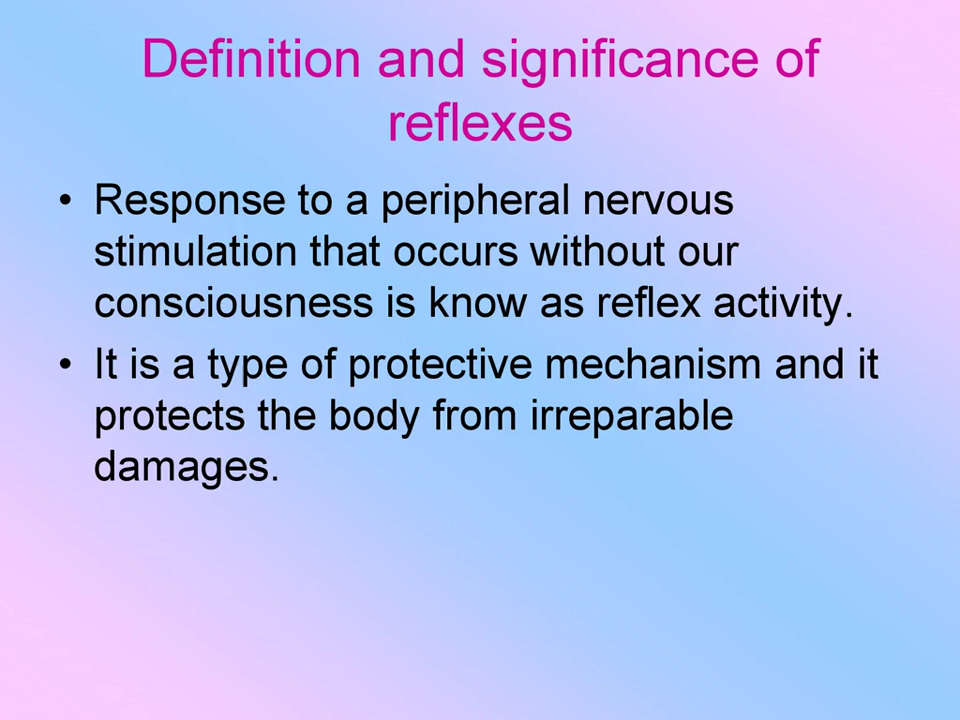 Definition and significance of
reflexes
• Response to a peripheral nervous
stimulation that occurs without our
consciousness is know as reflex activity.
• It is a type of protective mechanism and it
protects the body from irreparable
damages.